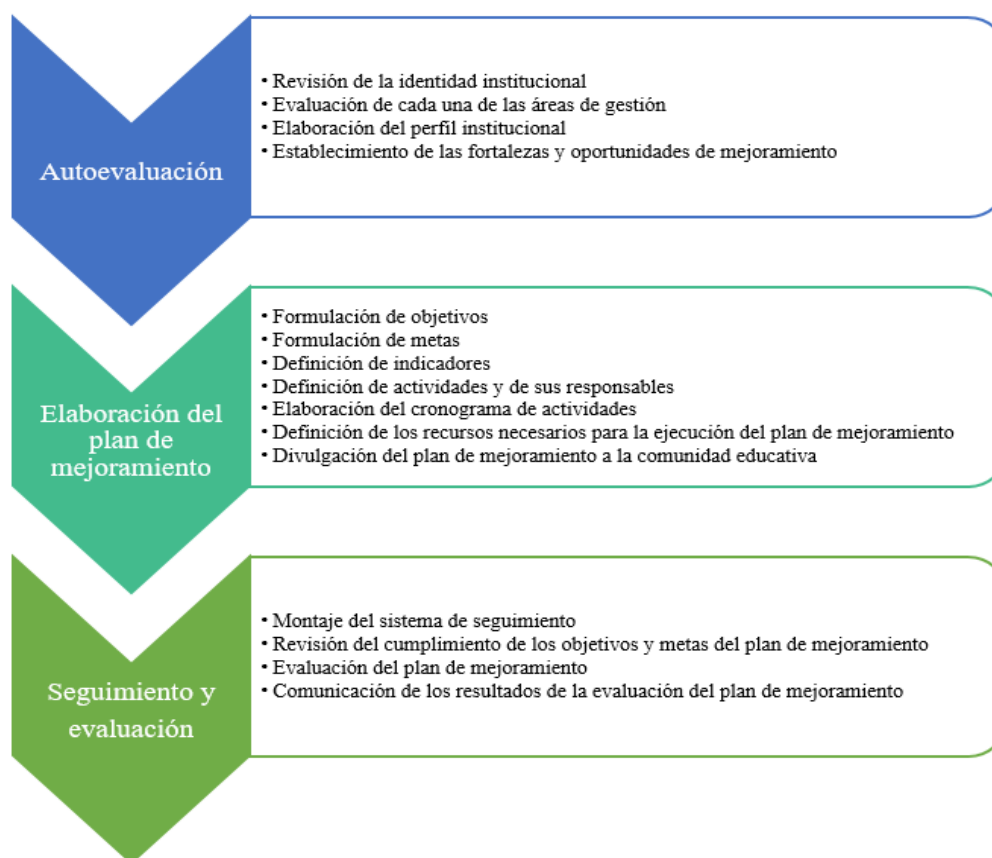 Autoevaluación
• Revisión de la identidad institucional
• Evaluación de cada una de las áreas de gestión
• Elaboración del perfil institucional
• Establecimiento de las fortalezas y oportunidades de mejoramiento
Elaboración del
plan de
mejoramiento
• Formulación de objetivos
• Formulación de metas
• Definición de indicadores
• Definición de actividades y de sus responsables
• Elaboración del cronograma de actividades
• Definición de los recursos necesarios para la ejecución del plan de mejoramiento
• Divulgación del plan de mejoramiento a la comunidad educativa
Seguimiento y
evaluación
• Montaje del sistema de seguimiento
• Revisión del cumplimiento de los objetivos y metas del plan de mejoramiento
• Evaluación del plan de mejoramiento
• Comunicación de los resultados de la evaluación del plan de mejoramiento